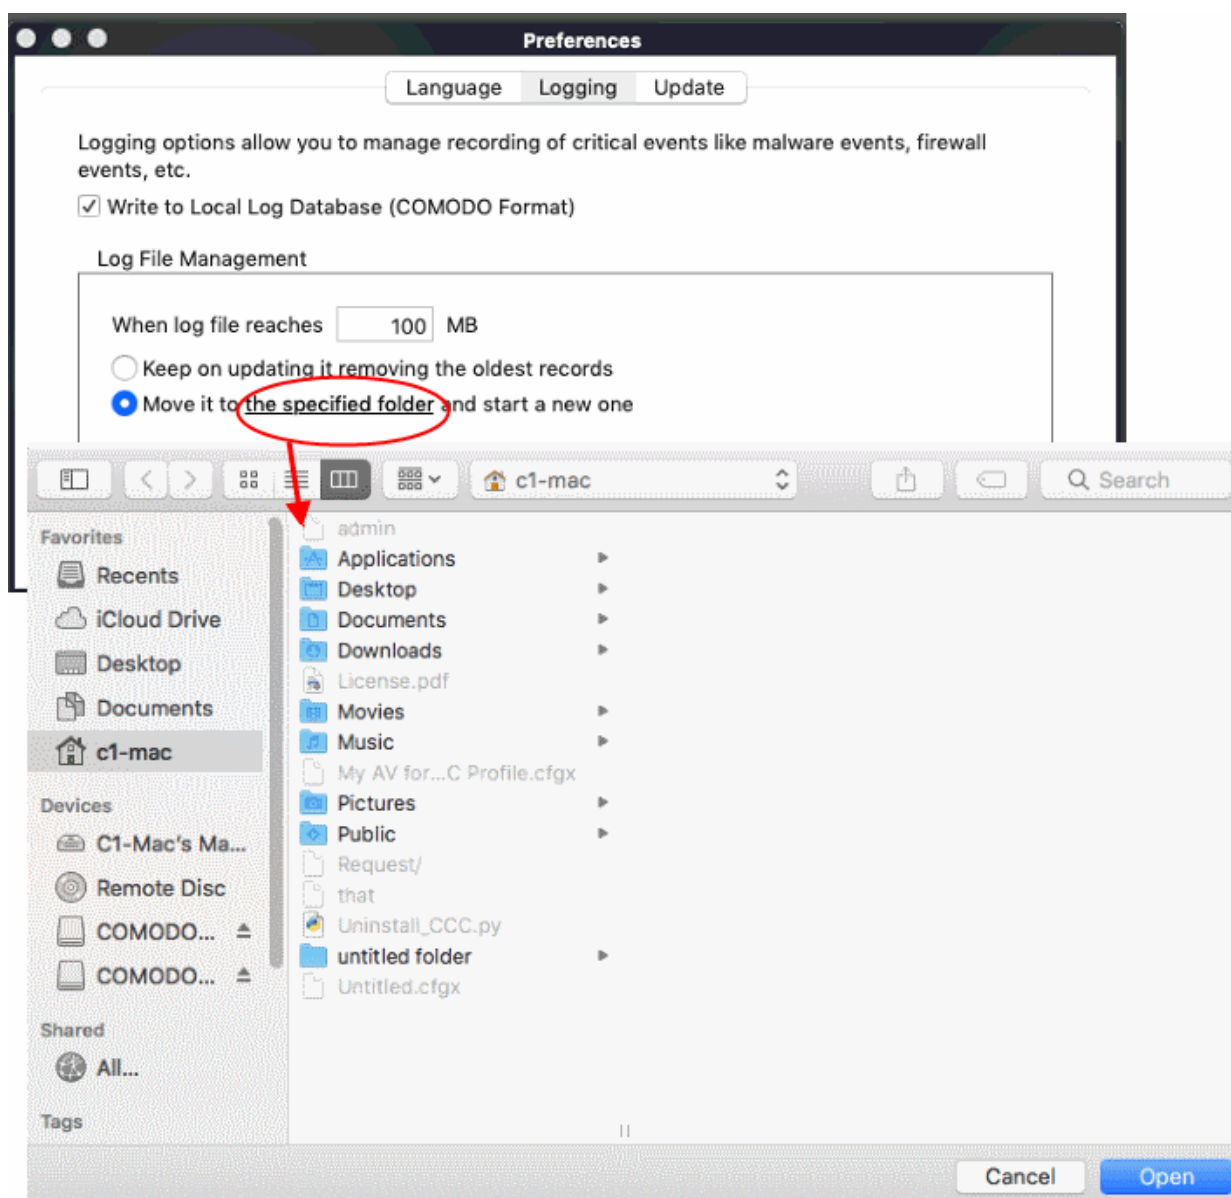 Preferences
Language Logging Update
Logging options allow you to manage recording of critical events like malware events, firewall
events, etc.
Write to Local Log Database (COMODO Format)
Log File Management
When log file reaches 100 MB
Keep on updating it removing the oldest records
Move it to the specified folder and start a new one
c1-mac
Search
Favorites
Recents
iCloud Drive
Desktop
Documents
c1-mac
Devices
C1-Mac's Ma...
Remote Disc
COMODO...
COMODO...
Shared
All...
Tags
admin
Applications
Desktop
Documents
Downloads
License.pdf
Movies
Music
My AV for...C Profile.cfgx
Pictures
Public
Request/
that
Uninstall_CCC.py
untitled folder
Untitled.cfgx
Cancel Open